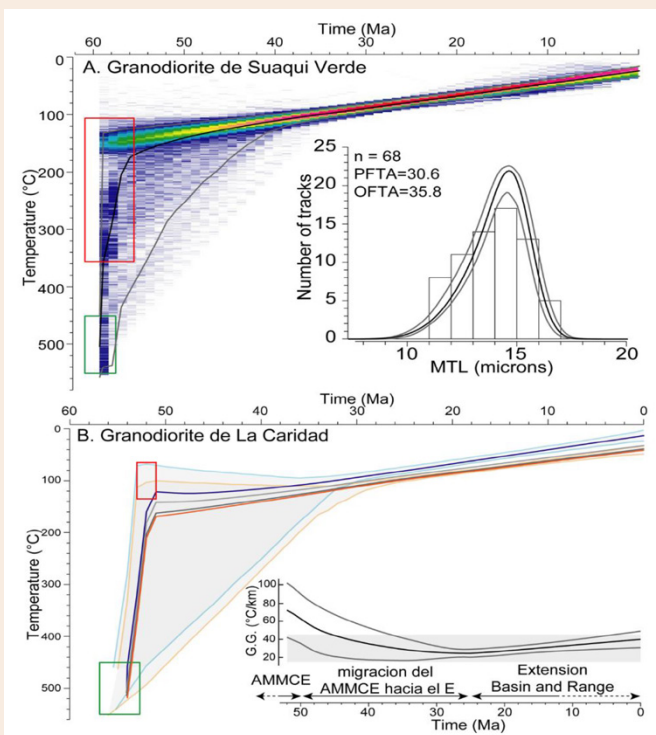 Time (Ma)
60 50 40 30 20 10 0
A. Granodiorite de Suaqui Verde
Temperature (°C)
0
100
200
300
400
500
n = 68
PFTA=30.6
OFTA=35.8
Number of tracks
25
20
15
10
5
0
10 15 20
MTL (microns)
Time (Ma)
60 50 40 30 20 10 0
B. Granodiorite de La Caridad
Temperature (°C)
0
100
200
300
400
500
G.G. (°C/km)
100
80
60
40
20
AMMCE
migracion del
AMMCE hacia el E
Extension
Basin and Range
50 40 30 20 10 0
Time (Ma)